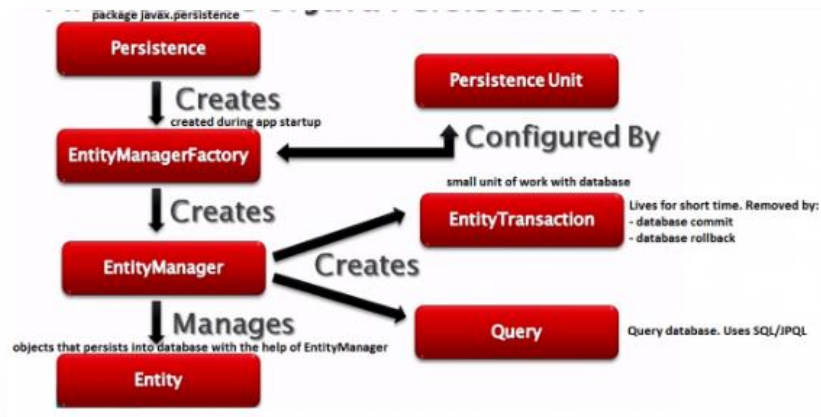 package javax.persistence
Persistence
Creates
created during app startup
EntityManagerFactory
Persistence Unit
Configured By
Creates
small unit of work with database
EntityTransaction
Lives for short time. Removed by:
- database commit
- database rollback
EntityManager
Creates
Manages
Query
Query database. Uses SQL/JPQL
objects that persists into database with the help of EntityManager
Entity